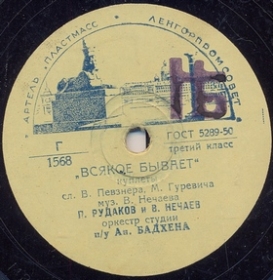 АРТЕЛЬ „ПЛАСТМАСС" • ЛЕНГОРПРОМСОВЕТ
1Б
Г
1568
ГОСТ 5289-50
третий класс
„ВСЯКОЕ БЫВАЕТ"
куплеты
сл. В. Певзнера, М. Гуревича
муз. В. Нечаева
П. РУДАКОВ и В. НЕЧАЕВ
оркестр студии
п/у Ан. БАДХЕНА